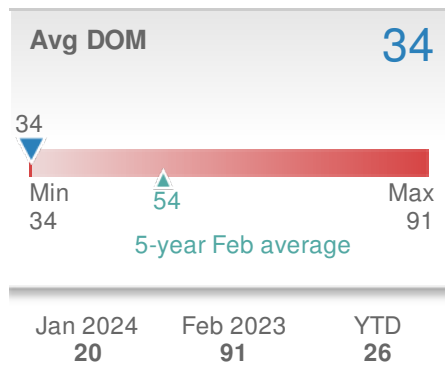 Avg DOM 34
34
Min Max
54
34 91
5-year Feb average
Jan 2024 Feb 2023 YTD
20 91 26